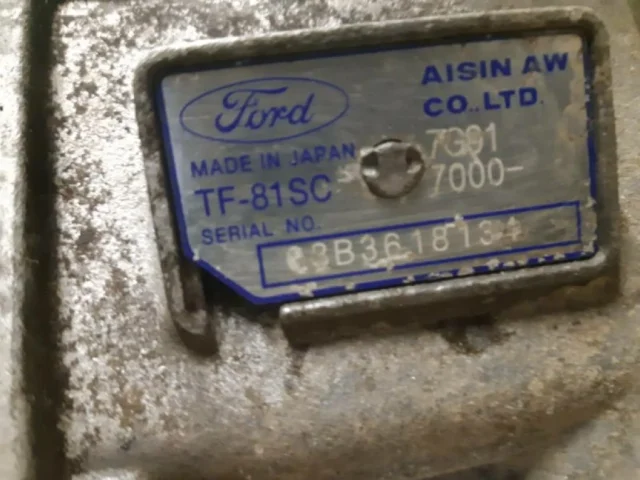 Ford
AISIN AW
CO.,LTD.
MADE IN JAPAN
7G91
TF-81SC
7000-
SERIAL NO.